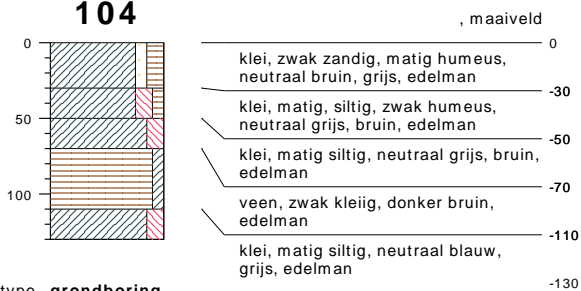 104
, maaiveld
0
0
klei, zwak zandig, matig humeus,
neutraal bruin, grijs, edelman
-30
klei, matig, siltig, zwak humeus,
neutraal grijs, bruin, edelman
50
-50
klei, matig siltig, neutraal grijs, bruin,
edelman
-70
veen, zwak kleiig, donker bruin,
edelman
100
-110
klei, matig siltig, neutraal blauw,
grijs, edelman
-130
type grondboring